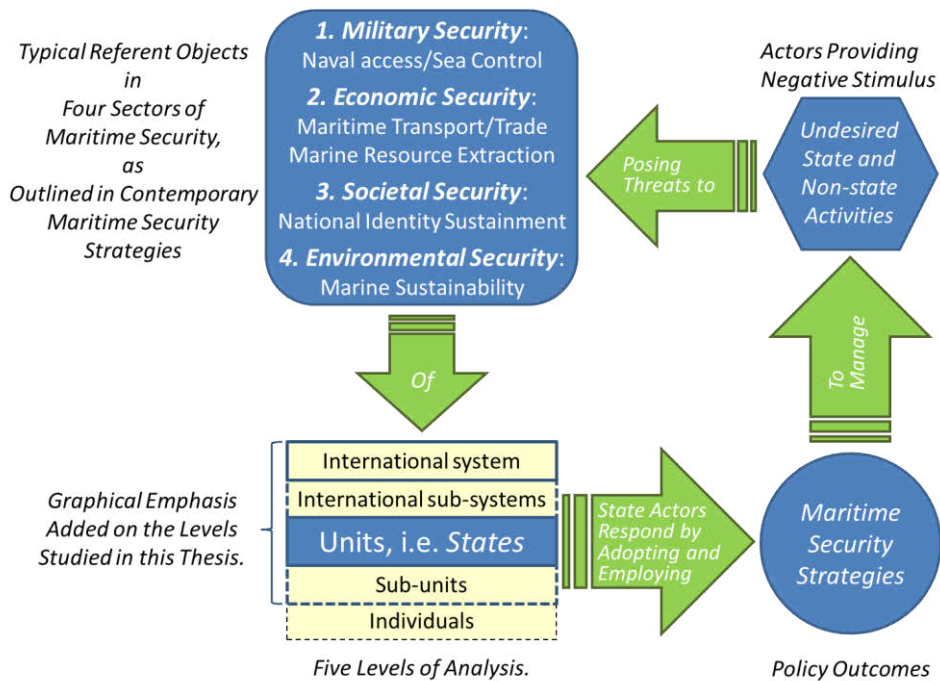 Typical Referent Objects
in
Four Sectors of
Maritime Security,
as
Outlined in Contemporary
Maritime Security
Strategies
1. Military Security:
Naval access/Sea Control
2. Economic Security:
Maritime Transport/Trade
Marine Resource Extraction
3. Societal Security:
National Identity Sustainment
4. Environmental Security:
Marine Sustainability
Posing
Threats to
Actors Providing
Negative Stimulus
Undesired
State and
Non-state
Activities
Of
To
Manage
Graphical Emphasis
Added on the Levels
Studied in this Thesis.
International system
International sub-systems
Units, i.e. States
Sub-units
Individuals
Five Levels of Analysis.
State Actors
Respond by
Adopting and
Employing
Maritime
Security
Strategies
Policy Outcomes